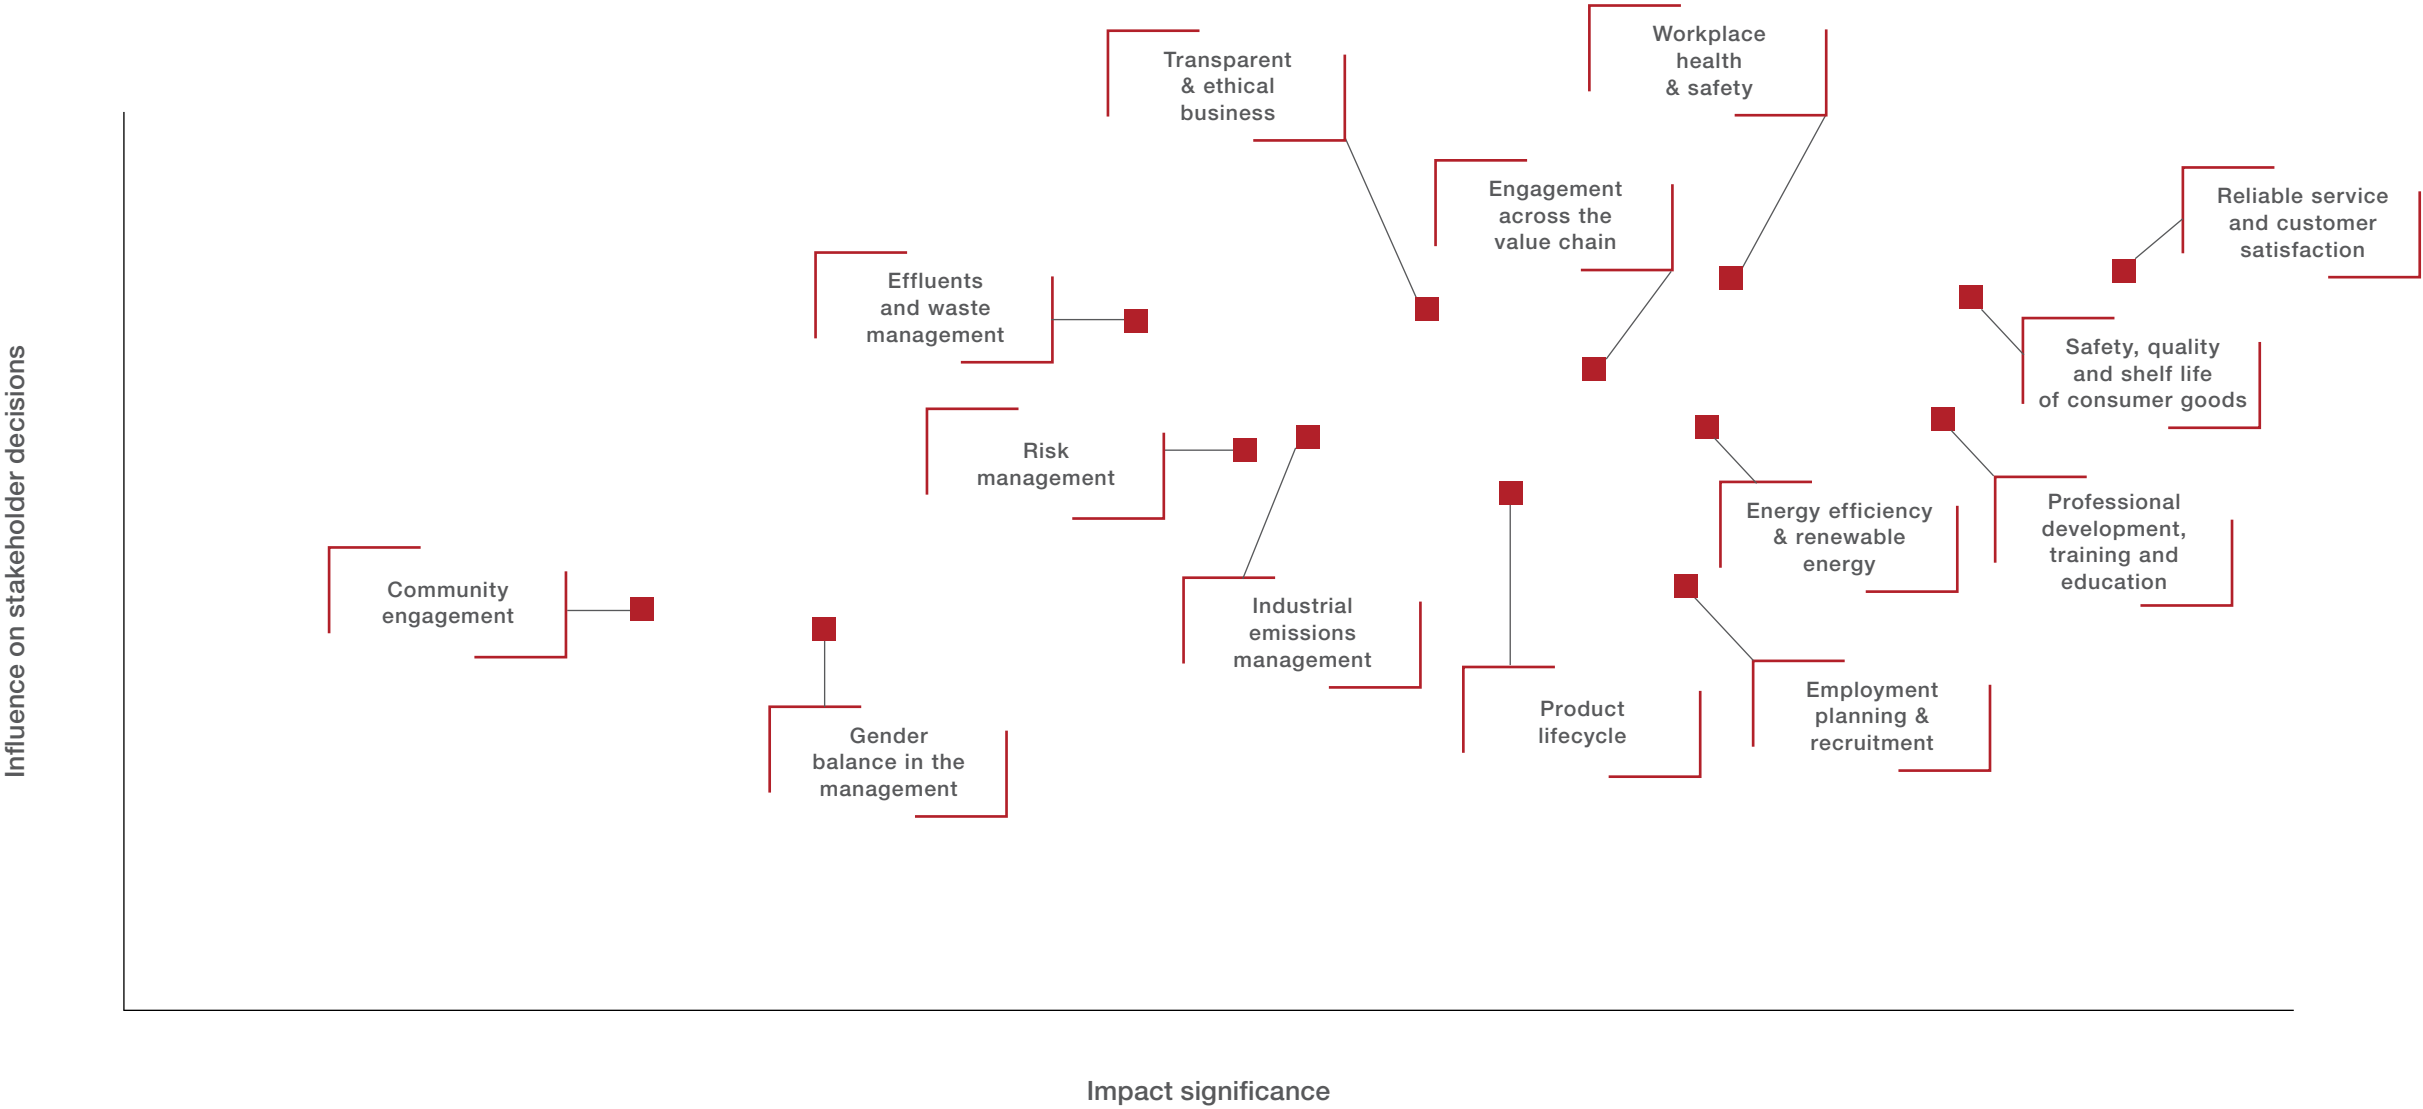 Workplace
health
& safety
Transparent
& ethical
business
Engagement
across the
value chain
Reliable service
and customer
satisfaction
Effluents
and waste
management
Safety, quality
and shelf life
of consumer goods
Risk
management
Energy efficiency
& renewable
energy
Professional
development,
training and
education
Community
engagement
Industrial
emissions
management
Product
lifecycle
Employment
planning &
recruitment
Gender
balance in the
management
Influence on stakeholder decisions
Impact significance